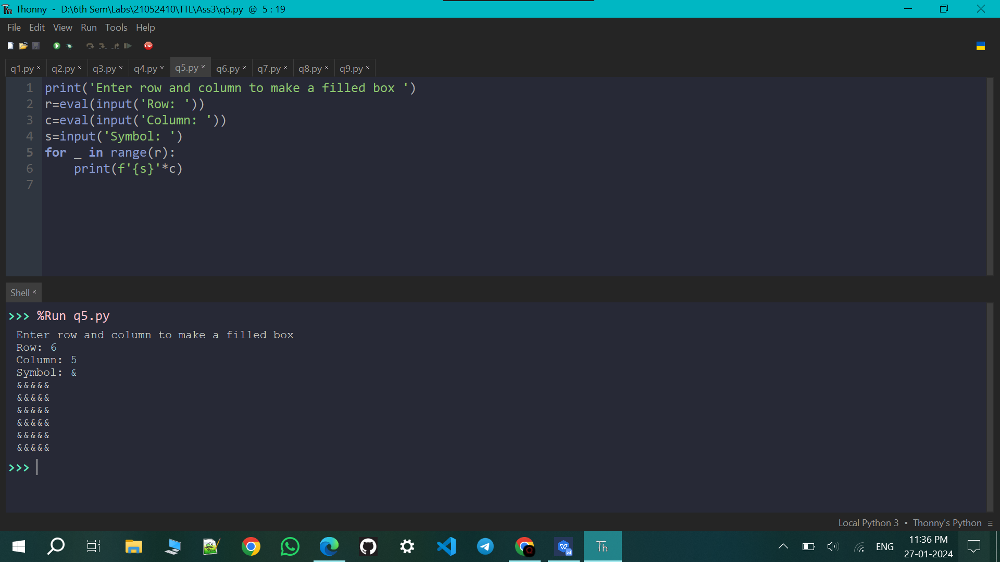 Th Thonny - D:\6th Sem\Labs\21052410\TTL\Ass3\q5.py @ 5 : 19
File Edit View Run Tools Help
STOP
q1.py × q2.py × q3.py × q4.py × q5.py × q6.py × q7.py × q8.py × q9.py ×
1 print('Enter row and column to make a filled box ')
2 r=eval(input('Row: '))
3 c=eval(input('Column: '))
4 s=input('Symbol: ')
5 for _ in range(r):
6     print(f'{s}'*c)
7
Shell ×
>>> %Run q5.py
Enter row and column to make a filled box
Row: 6
Column: 5
Symbol: &
&&&&&
&&&&&
&&&&&
&&&&&
&&&&&
&&&&&
>>>
Local Python 3 • Thonny's Python ≡
Th
ENG
11:36 PM
27-01-2024